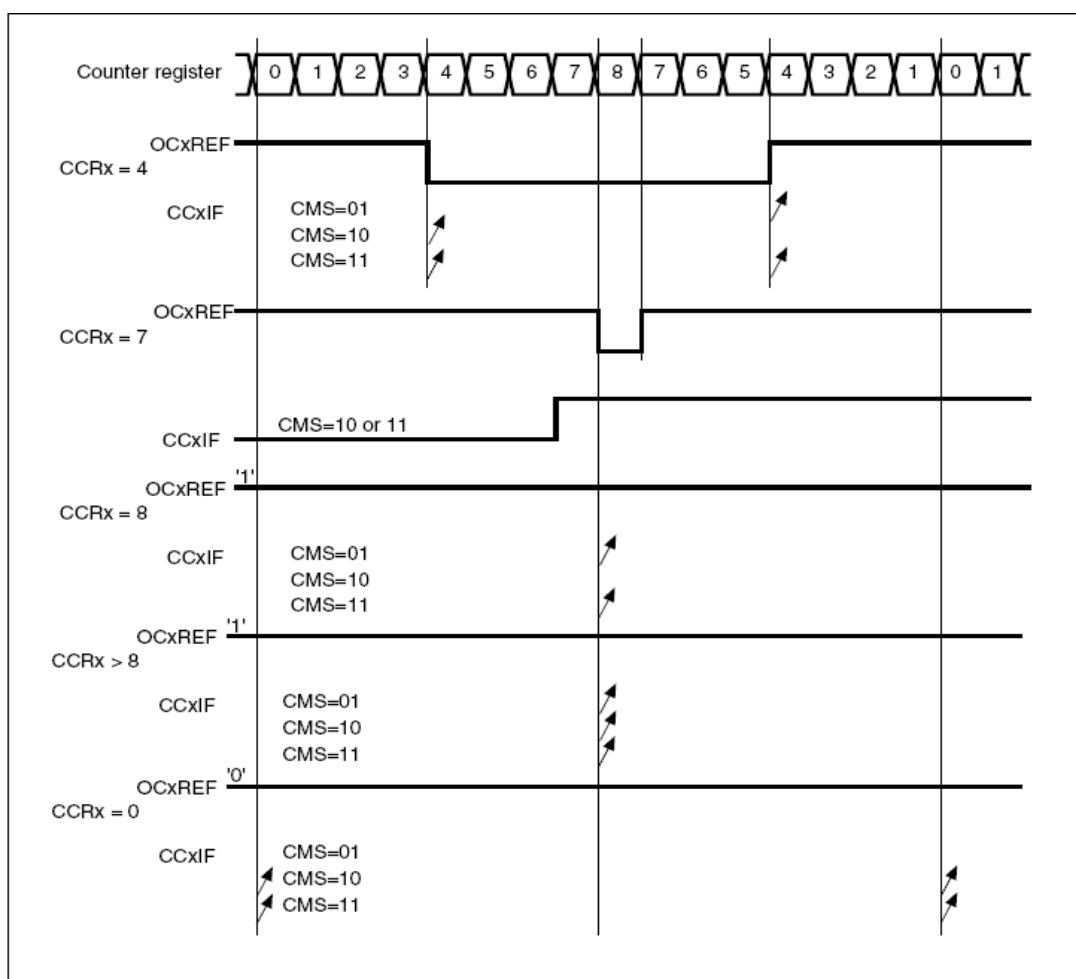 Counter register 0 1 2 3 4 5 6 7 8 7 6 5 4 3 2 1 0 1
OCxREF
CCRx = 4
CCxIF CMS=01
CMS=10
CMS=11
OCxREF
CCRx = 7
CMS=10 or 11
CCxIF
'1'
OCxREF
CCRx = 8
CCxIF CMS=01
CMS=10
CMS=11
'1'
OCxREF
CCRx > 8
CCxIF CMS=01
CMS=10
CMS=11
'0'
OCxREF
CCRx = 0
CCxIF CMS=01
CMS=10
CMS=11